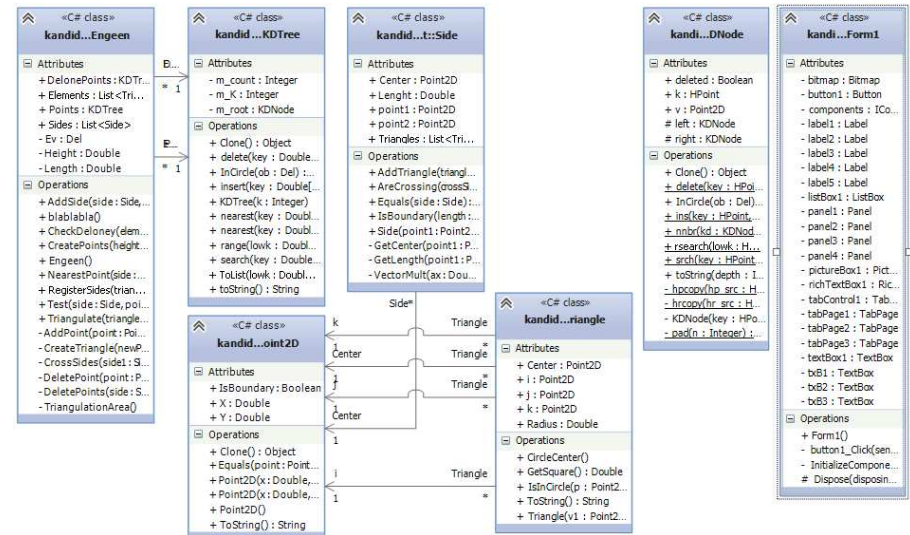 «C# class»
kandid...Engeen
Attributes
+ DelonePoints : KDTr...
+ Elements : List<Tri...
+ Points : KDTree
+ Sides : List<Side>
- Ev : Del
- Height : Double
- Length : Double
Operations
+ AddSide(side : Side,...
+ blablabla()
+ CheckDeloney(elem...
+ CreatePoints(height...
+ Engeen()
+ NearestPoint(side :...
+ RegisterSides(trian...
+ Test(side : Side, poi...
+ Triangulate(triangle...
- AddPoint(point : Poi...
- CreateTriangle(newP...
- CrossSides(side1 : Si...
- DeletePoint(point : P...
- DeletePoints(side : S...
- TriangulationArea()
* 1
* 1
«C# class»
kandid...KDTree
Attributes
- m_count : Integer
- m_K : Integer
- m_root : KDNode
Operations
+ Clone() : Object
+ delete(key : Double...
+ InCircle(ob : Del) :...
+ insert(key : Double[...
+ KDTree(k : Integer)
+ nearest(key : Doubl...
+ nearest(key : Doubl...
+ range(lowk : Doubl...
+ search(key : Double...
+ ToList(lowk : Doubl...
+ toString() : String
«C# class»
kandid...t::Side
Attributes
+ Center : Point2D
+ Lenght : Double
+ point1 : Point2D
+ point2 : Point2D
+ Triangles : List<Tri...
Operations
+ AddTriangle(triangl...
+ AreCrossing(crossSi...
+ Equals(side : Side) :...
+ IsBoundary(length :...
+ Side(point1 : Point2...
- GetCenter(point1 : P...
- GetLength(point1 : P...
- VectorMult(ax : Dou...
«C# class»
kandi...DNode
Attributes
+ deleted : Boolean
+ k : HPoint
+ v : Point2D
# left : KDNode
# right : KDNode
Operations
+ Clone() : Object
+ delete(key : HPoi...
+ InCircle(ob : Del)...
+ ins(key : HPoint,...
+ nnbr(kd : KDNod...
+ rsearch(lowk : H...
+ srch(key : HPoint...
+ toString(depth : I...
- hpcopy(hp_src : H...
- hrcopy(hr_src : H...
- KDNode(key : HPo...
- pad(n : Integer) :...
«C# class»
kandi...Form1
Attributes
- bitmap : Bitmap
- button1 : Button
- components : ICo...
- label1 : Label
- label2 : Label
- label3 : Label
- label4 : Label
- label5 : Label
- listBox1 : ListBox
- panel1 : Panel
- panel2 : Panel
- panel3 : Panel
- panel4 : Panel
- pictureBox1 : Pict...
- richTextBox1 : Ric...
- tabControl1 : Tab...
- tabPage1 : TabPage
- tabPage2 : TabPage
- tabPage3 : TabPage
- textBox1 : TextBox
- txB1 : TextBox
- txB2 : TextBox
- txB3 : TextBox
Operations
+ Form1()
- button1_Click(sen...
- InitializeCompone...
# Dispose(disposin...
Side*
«C# class»
kandid...oint2D
Attributes
+ IsBoundary : Boolean
+ X : Double
+ Y : Double
Operations
+ Clone() : Object
+ Equals(point : Point...
+ Point2D(x : Double,...
+ Point2D(x : Double,...
+ Point2D()
+ ToString() : String
k Triangle
1 *
Center Triangle
Triangle
1 *
Center
1
i Triangle
1 *
«C# class»
kandid...riangle
Attributes
+ Center : Point2D
+ i : Point2D
+ j : Point2D
+ k : Point2D
+ Radius : Double
Operations
+ CircleCenter()
+ GetSquare() : Double
+ IsInCircle(p : Point2...
+ ToString() : String
+ Triangle(v1 : Point2...